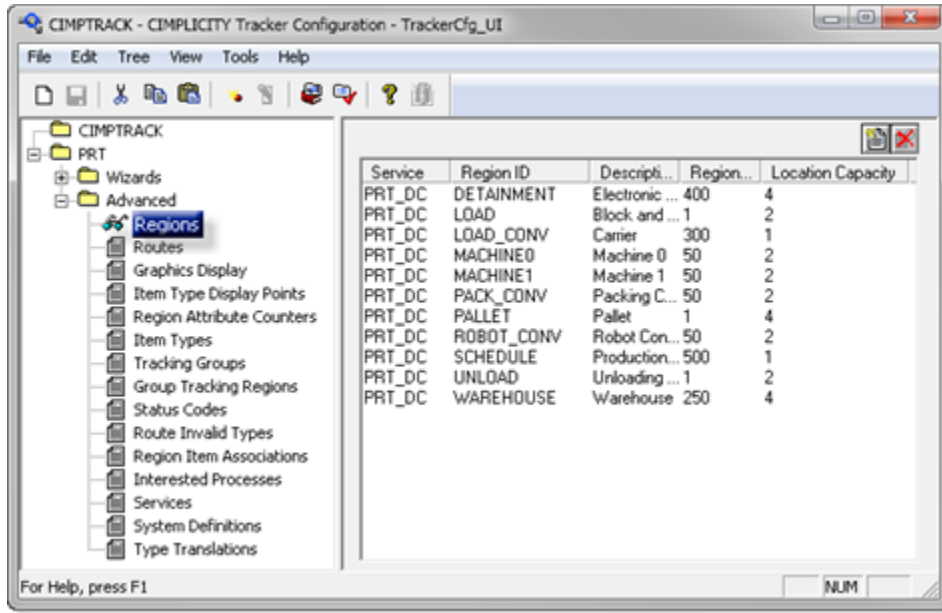 CIMPTRACK - CIMPLICITY Tracker Configuration - TrackerCfg_UI
File Edit Tree View Tools Help
CIMPTRACK
PRT
Wizards
Advanced
Regions
Routes
Graphics Display
Item Type Display Points
Region Attribute Counters
Item Types
Tracking Groups
Group Tracking Regions
Status Codes
Route Invalid Types
Region Item Associations
Interested Processes
Services
System Definitions
Type Translations
Service Region ID Descripti... Region... Location Capacity
PRT_DC DETAINMENT Electronic ... 400 4
PRT_DC LOAD Block and ... 1 2
PRT_DC LOAD_CONV Carrier 300 1
PRT_DC MACHINE0 Machine 0 50 2
PRT_DC MACHINE1 Machine 1 50 2
PRT_DC PACK_CONV Packing C... 50 2
PRT_DC PALLET Pallet 1 4
PRT_DC ROBOT_CONV Robot Con... 50 2
PRT_DC SCHEDULE Production... 500 1
PRT_DC UNLOAD Unloading ... 1 2
PRT_DC WAREHOUSE Warehouse 250 4
For Help, press F1
NUM